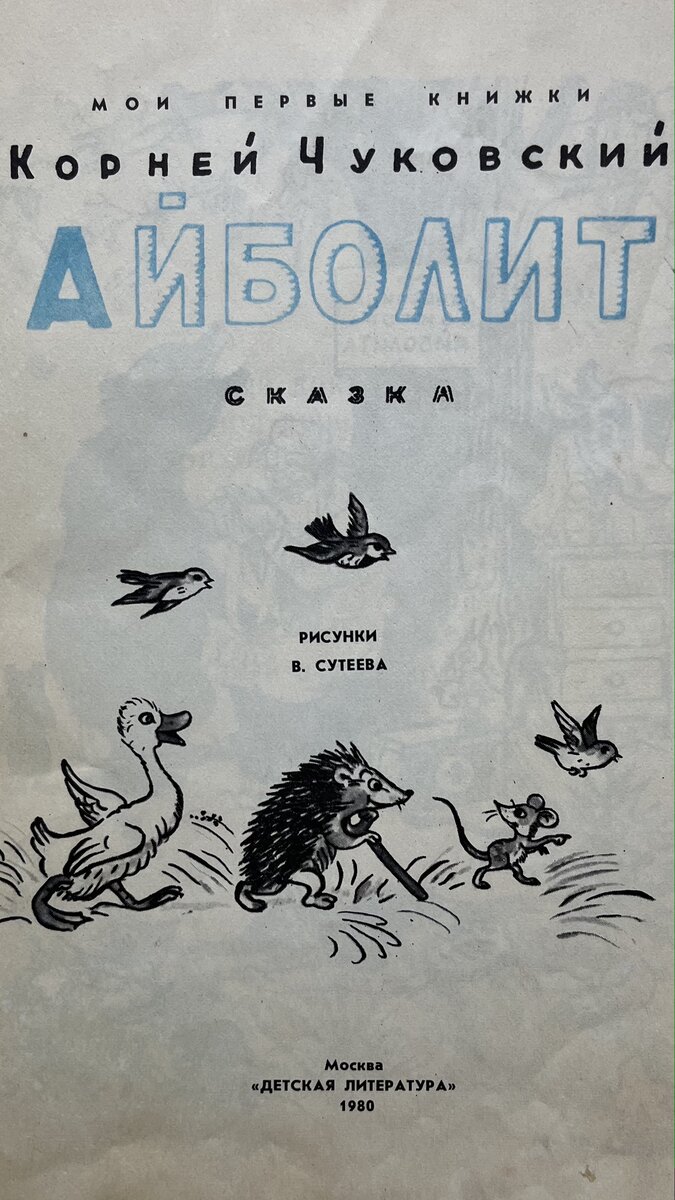 МОИ ПЕРВЫЕ КНИЖКИ
КОРНЕЙ ЧУКОВСКИЙ
АЙБОЛИТ
СКАЗКА
РИСУНКИ
В. СУТЕЕВА
Москва
«ДЕТСКАЯ ЛИТЕРАТУРА»
1980